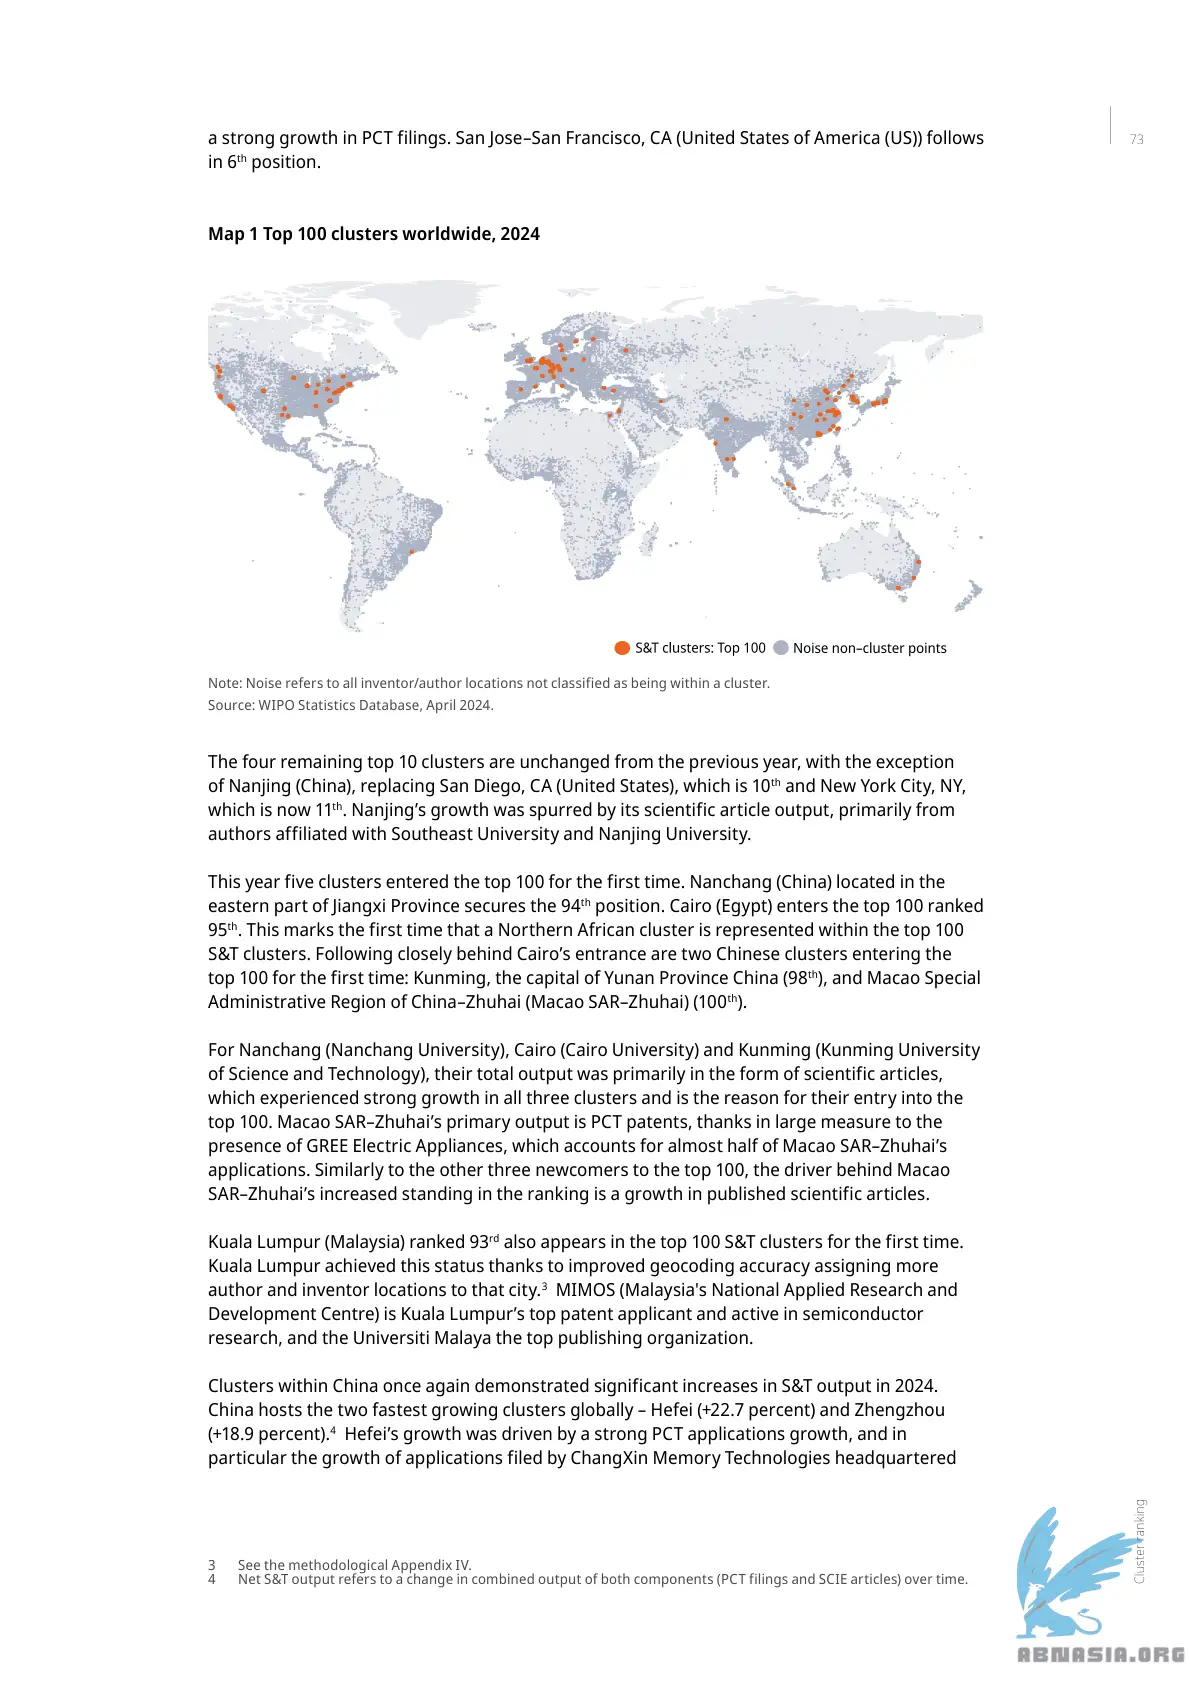 a strong growth in PCT filings. San Jose–San Francisco, CA (United States of America (US)) follows
in 6th position.
73
Map 1 Top 100 clusters worldwide, 2024
S&T clusters: Top 100 Noise non–cluster points
Note: Noise refers to all inventor/author locations not classified as being within a cluster.
Source: WIPO Statistics Database, April 2024.
The four remaining top 10 clusters are unchanged from the previous year, with the exception
of Nanjing (China), replacing San Diego, CA (United States), which is 10th and New York City, NY,
which is now 11th. Nanjing’s growth was spurred by its scientific article output, primarily from
authors affiliated with Southeast University and Nanjing University.
This year five clusters entered the top 100 for the first time. Nanchang (China) located in the
eastern part of Jiangxi Province secures the 94th position. Cairo (Egypt) enters the top 100 ranked
95th. This marks the first time that a Northern African cluster is represented within the top 100
S&T clusters. Following closely behind Cairo’s entrance are two Chinese clusters entering the
top 100 for the first time: Kunming, the capital of Yunan Province China (98th), and Macao Special
Administrative Region of China–Zhuhai (Macao SAR–Zhuhai) (100th).
For Nanchang (Nanchang University), Cairo (Cairo University) and Kunming (Kunming University
of Science and Technology), their total output was primarily in the form of scientific articles,
which experienced strong growth in all three clusters and is the reason for their entry into the
top 100. Macao SAR–Zhuhai’s primary output is PCT patents, thanks in large measure to the
presence of GREE Electric Appliances, which accounts for almost half of Macao SAR–Zhuhai’s
applications. Similarly to the other three newcomers to the top 100, the driver behind Macao
SAR–Zhuhai’s increased standing in the ranking is a growth in published scientific articles.
Kuala Lumpur (Malaysia) ranked 93rd also appears in the top 100 S&T clusters for the first time.
Kuala Lumpur achieved this status thanks to improved geocoding accuracy assigning more
author and inventor locations to that city.3 MIMOS (Malaysia's National Applied Research and
Development Centre) is Kuala Lumpur’s top patent applicant and active in semiconductor
research, and the Universiti Malaya the top publishing organization.
Clusters within China once again demonstrated significant increases in S&T output in 2024.
China hosts the two fastest growing clusters globally – Hefei (+22.7 percent) and Zhengzhou
(+18.9 percent).4 Hefei’s growth was driven by a strong PCT applications growth, and in
particular the growth of applications filed by ChangXin Memory Technologies headquartered
3 See the methodological Appendix IV.
4 Net S&T output refers to a change in combined output of both components (PCT filings and SCIE articles) over time.
Cluster ranking
ABNASIA.ORG